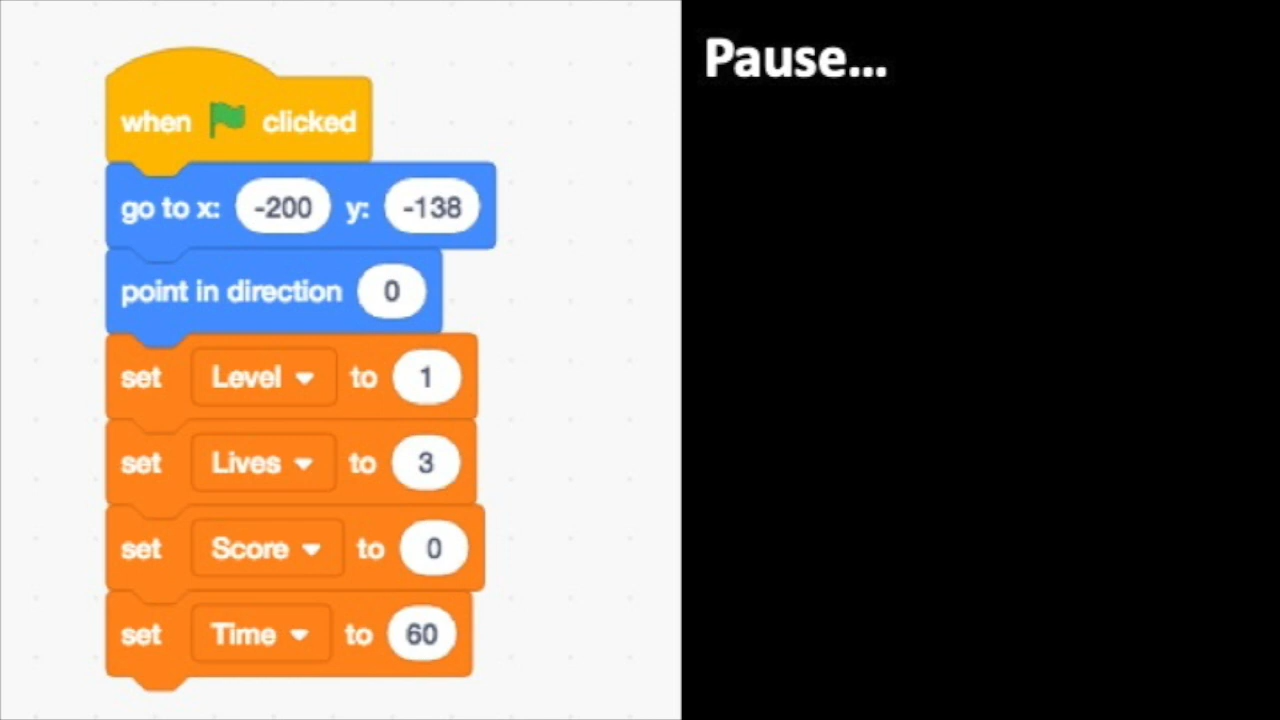 when clicked
go to x: -200 y: -138
point in direction 0
set Level to 1
set Lives to 3
set Score to 0
set Time to 60
Pause...